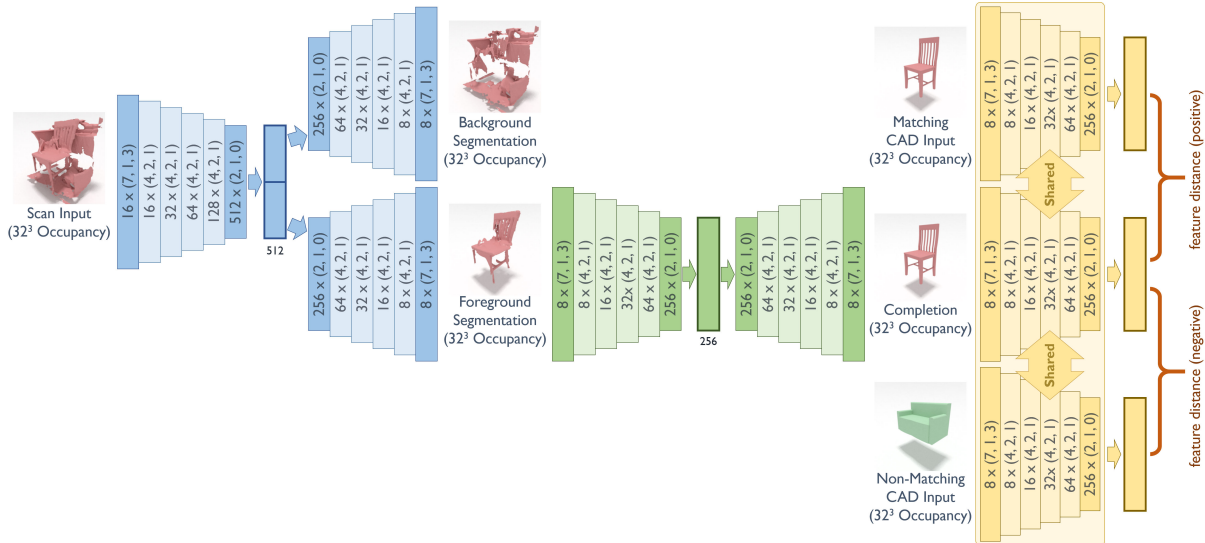 Scan Input
(32³ Occupancy)
16 x (7, 1, 3)
16 x (4, 2, 1)
32 x (4, 2, 1)
64 x (4, 2, 1)
128 x (4, 2, 1)
512 x (2, 1, 0)
512
256 x (2, 1, 0)
64 x (4, 2, 1)
32 x (4, 2, 1)
16 x (4, 2, 1)
8 x (4, 2, 1)
8 x (7, 1, 3)
Background
Segmentation
(32³ Occupancy)
256 x (2, 1, 0)
64 x (4, 2, 1)
32 x (4, 2, 1)
16 x (4, 2, 1)
8 x (4, 2, 1)
8 x (7, 1, 3)
Foreground
Segmentation
(32³ Occupancy)
8 x (7, 1, 3)
8 x (4, 2, 1)
16 x (4, 2, 1)
32x (4, 2, 1)
64 x (4, 2, 1)
256 x (2, 1, 0)
256
256 x (2, 1, 0)
64 x (4, 2, 1)
32 x (4, 2, 1)
16 x (4, 2, 1)
8 x (4, 2, 1)
8 x (7, 1, 3)
Matching
CAD Input
(32³ Occupancy)
8 x (7, 1, 3)
8 x (4, 2, 1)
16 x (4, 2, 1)
32x (4, 2, 1)
64 x (4, 2, 1)
256 x (2, 1, 0)
Shared
Completion
(32³ Occupancy)
8 x (7, 1, 3)
8 x (4, 2, 1)
16 x (4, 2, 1)
32x (4, 2, 1)
64 x (4, 2, 1)
256 x (2, 1, 0)
Shared
Non-Matching
CAD Input
(32³ Occupancy)
8 x (7, 1, 3)
8 x (4, 2, 1)
16 x (4, 2, 1)
32x (4, 2, 1)
64 x (4, 2, 1)
256 x (2, 1, 0)
feature distance (positive)
feature distance (negative)